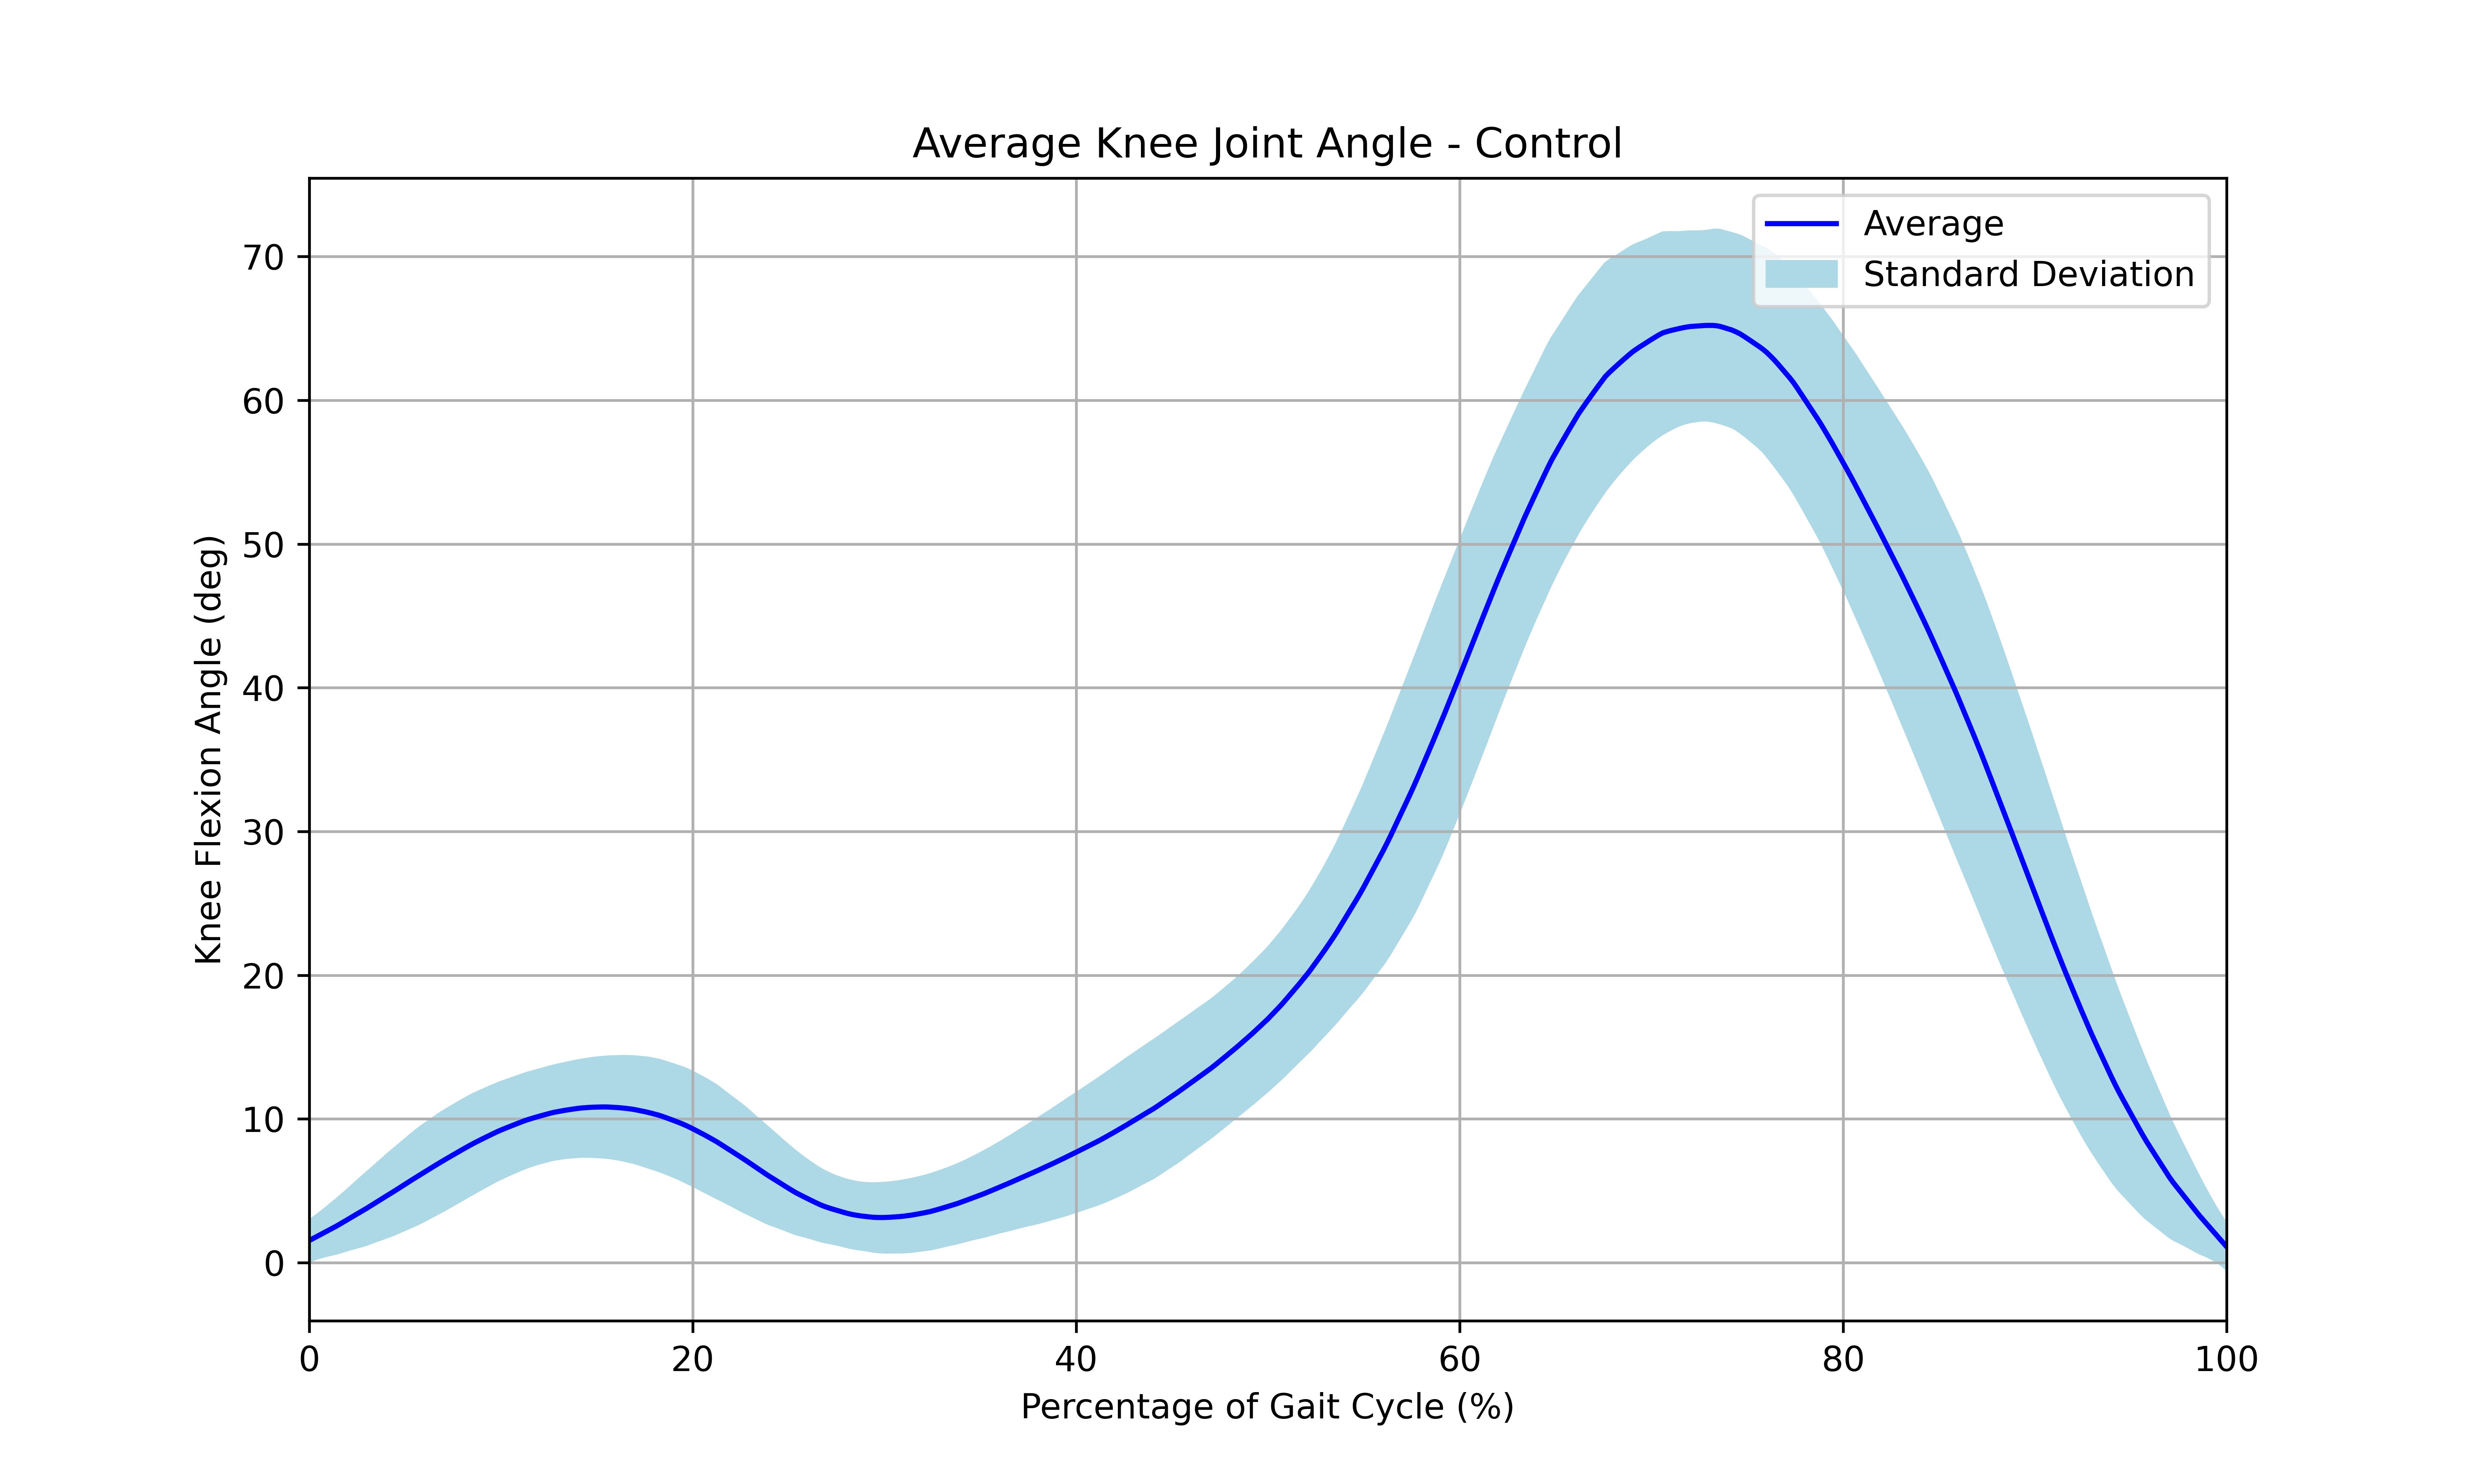 Average Knee Joint Angle - Control
Average
Standard Deviation
Knee Flexion Angle (deg)
70
60
50
40
30
20
10
0
0 20 40 60 80 100
Percentage of Gait Cycle (%)